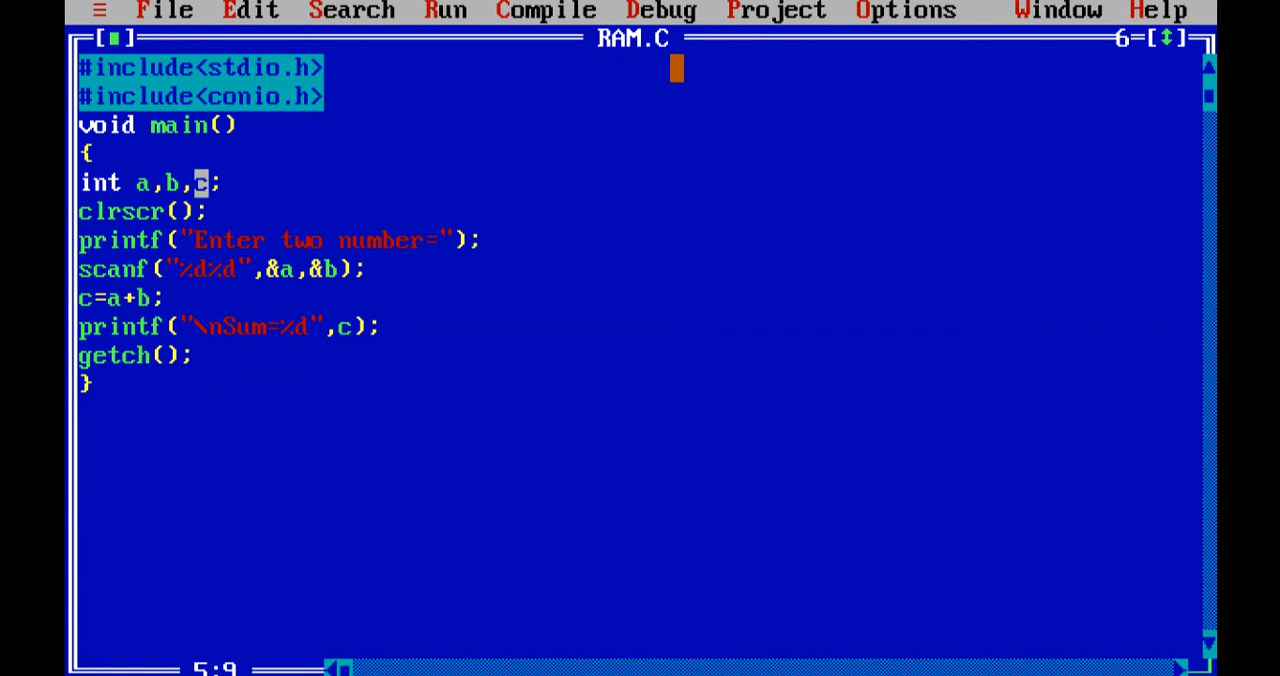 ≡ File Edit Search Run Compile Debug Project Options Window Help
[■] RAM.C 6=[↕]
#include<stdio.h>
#include<conio.h>
void main()
{
int a,b,c;
clrscr();
printf("Enter two number=");
scanf("%d%d",&a,&b);
c=a+b;
printf("\nSum=%d",c);
getch();
}
5:9